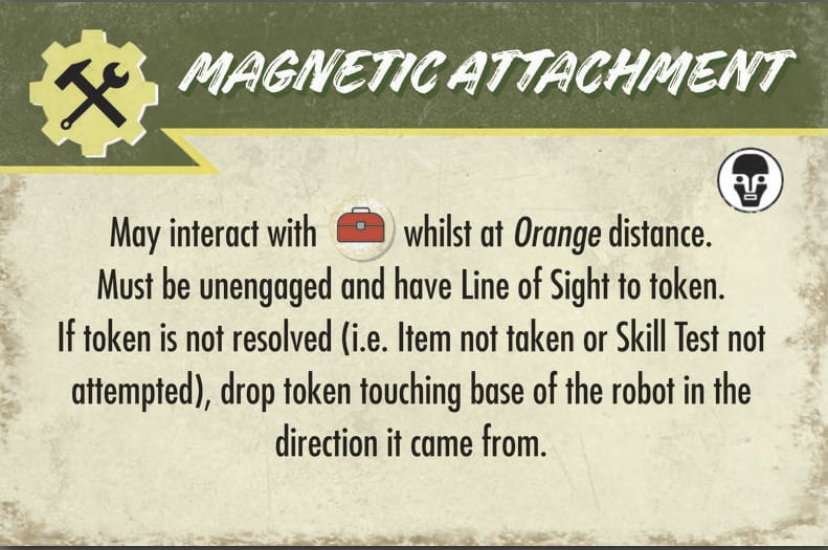 MAGNETIC ATTACHMENT
May interact with whilst at Orange distance.
Must be unengaged and have Line of Sight to token.
If token is not resolved (i.e. Item not taken or Skill Test not
attempted), drop token touching base of the robot in the
direction it came from.